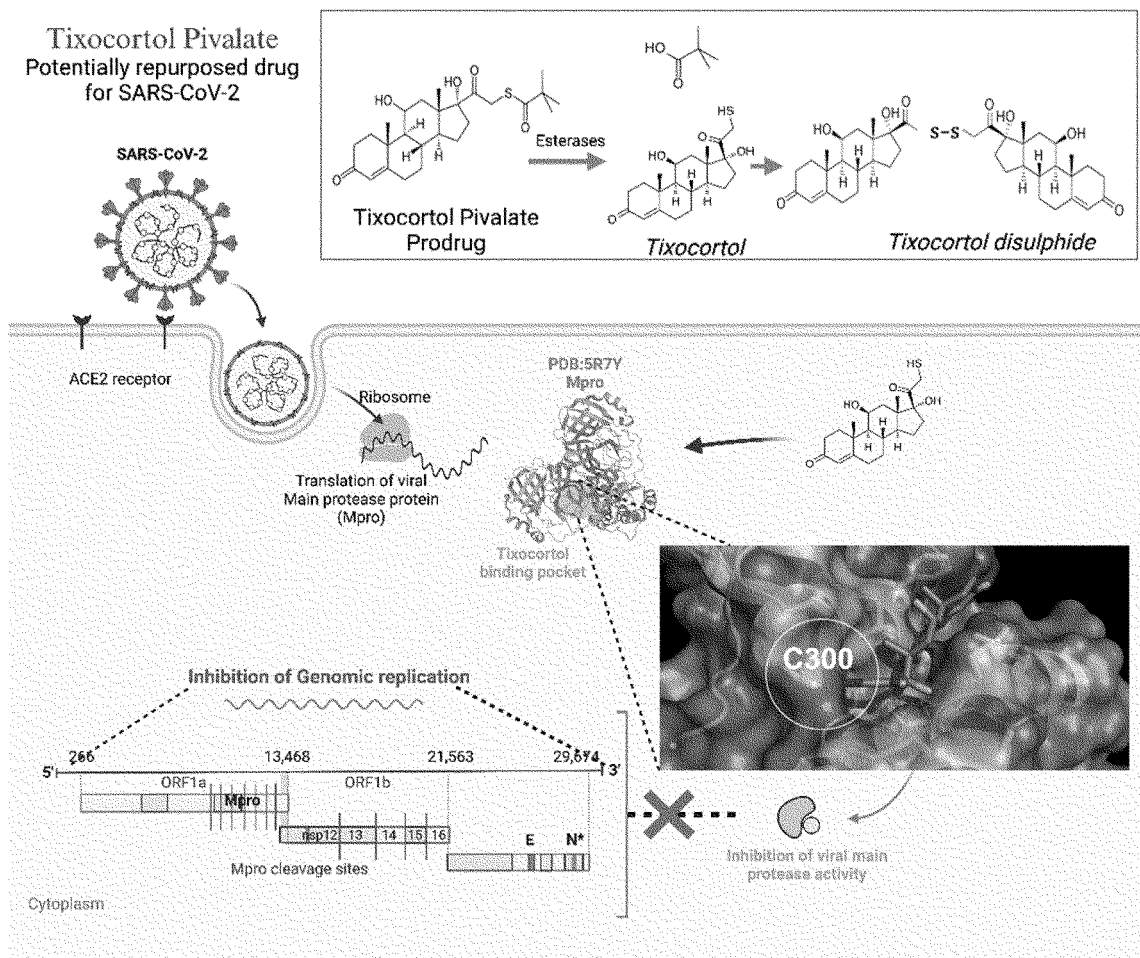 Tixocortol Pivalate
Potentially repurposed drug
for SARS-CoV-2
SARS-CoV-2
ACE2 receptor
HO
O
O
HO
HO
S
O
H
H
H
O
Tixocortol Pivalate
Prodrug
Esterases
HS
O
HO
OH
H
H
H
O
Tixocortol
O
OH
HO
H
H
H
O
S-S
O
OH
OH
H
H
H
O
Tixocortol disulphide
Ribosome
Translation of viral
Main protease protein
(Mpro)
PDB:5R7Y
Mpro
Tixocortol
binding pocket
HS
O
HO
OH
H
H
H
O
C300
Inhibition of Genomic replication
266
13,468
21,563
29,674
5'
3'
ORF1a
ORF1b
Mpro
nsp12
13
14
15
16
E
N*
Mpro cleavage sites
Inhibition of viral main
protease activity
Cytoplasm